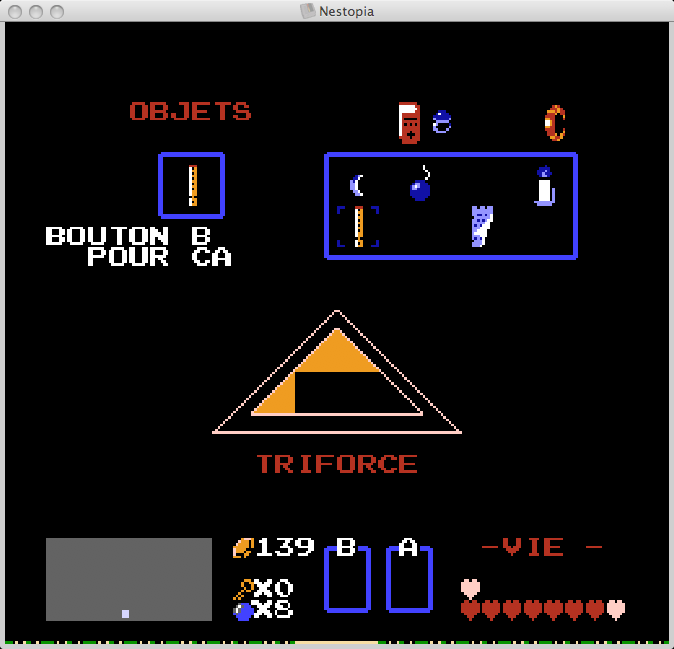 Nestopia
OBJETS
BOUTON B
POUR CA
TRIFORCE
139 B A -VIE -
X0
X8